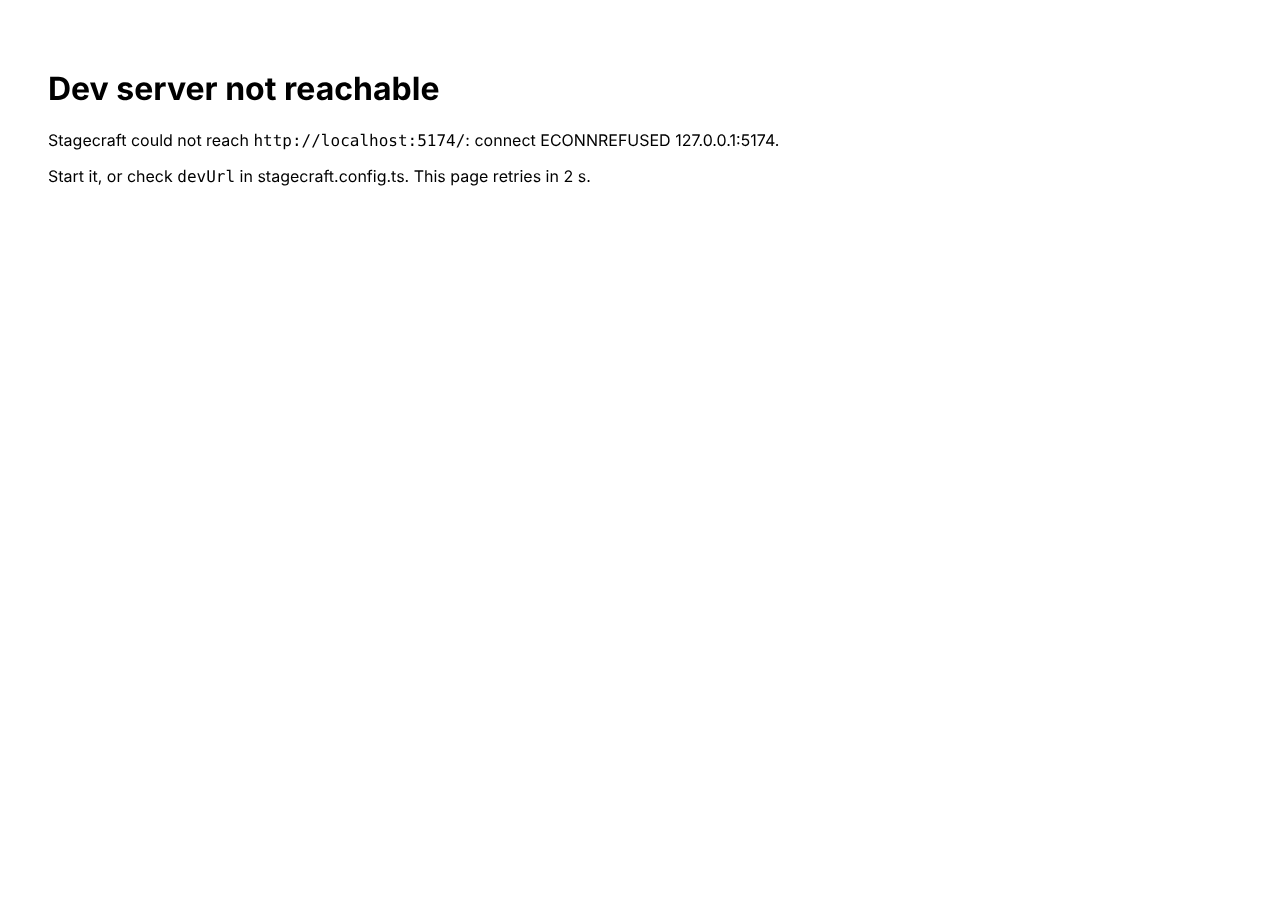 Dev server not reachable
Stagecraft could not reach http://localhost:5174/: connect ECONNREFUSED 127.0.0.1:5174.
Start it, or check devUrl in stagecraft.config.ts. This page retries in 2 s.